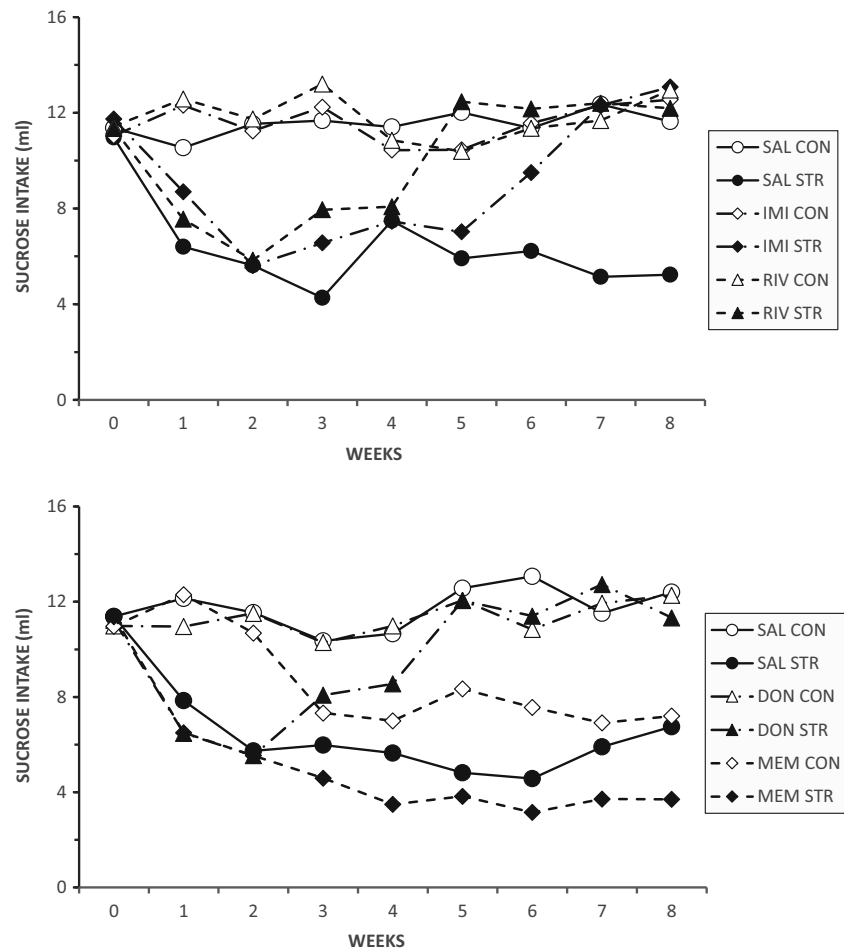 16
12
8
4
0
SUCROSE INTAKE (ml)
0 1 2 3 4 5 6 7 8
WEEKS
SAL CON
SAL STR
IMI CON
IMI STR
RIV CON
RIV STR
16
12
8
4
0
SUCROSE INTAKE (ml)
0 1 2 3 4 5 6 7 8
WEEKS
SAL CON
SAL STR
DON CON
DON STR
MEM CON
MEM STR